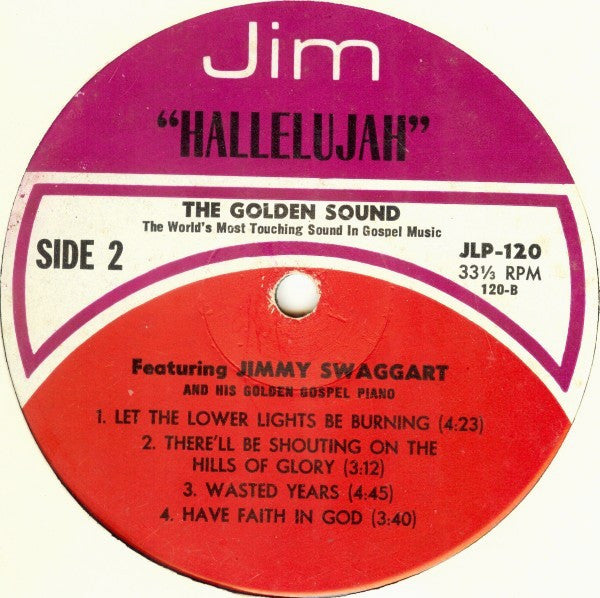 Jim
“HALLELUJAH”
THE GOLDEN SOUND
The World's Most Touching Sound In Gospel Music
SIDE 2
JLP-120
33⅓ RPM
120-B
Featuring JIMMY SWAGGART
AND HIS GOLDEN GOSPEL PIANO
1. LET THE LOWER LIGHTS BE BURNING (4:23)
2. THERE'LL BE SHOUTING ON THE
HILLS OF GLORY (3:12)
3. WASTED YEARS (4:45)
4. HAVE FAITH IN GOD (3:40)